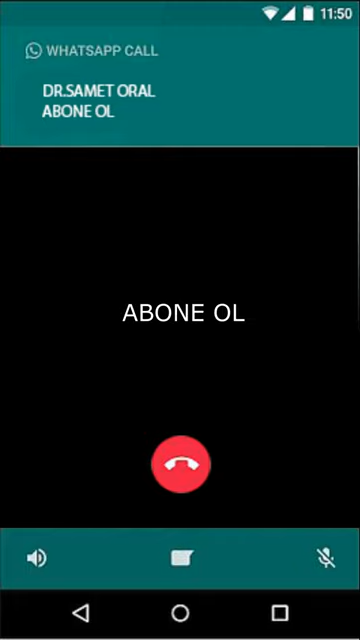 11:50
WHATSAPP CALL
DR.SAMET ORAL
ABONE OL
ABONE OL